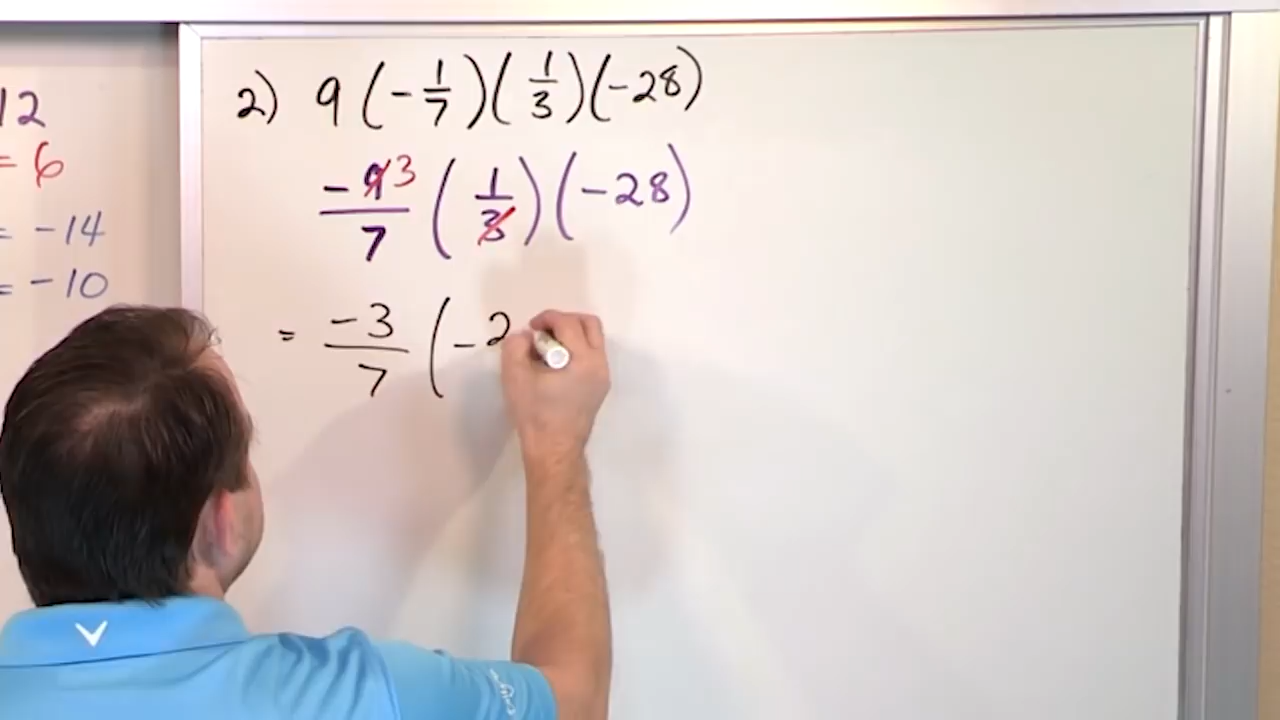 12
= 6
= -14
= -10
2) 9 (-1/7)(1/3)(-28)
-9 3/7 (1/3)(-28)
= -3/7 (-2